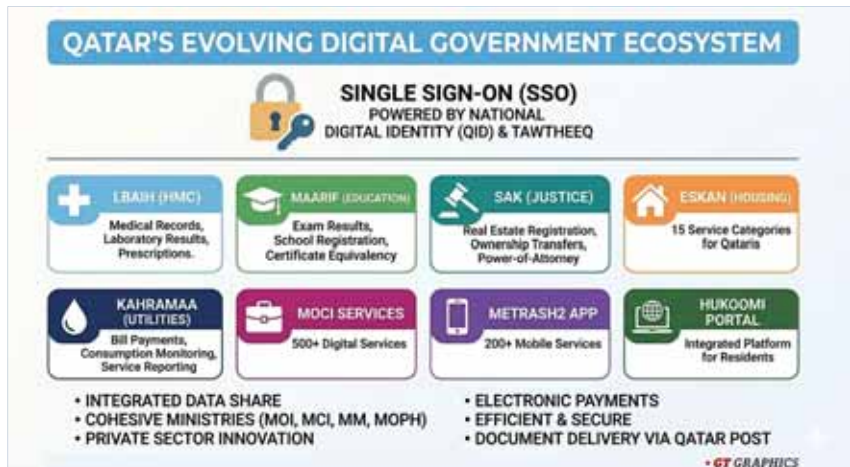 QATAR'S EVOLVING DIGITAL GOVERNMENT ECOSYSTEM
SINGLE SIGN-ON (SSO)
POWERED BY NATIONAL
DIGITAL IDENTITY (QID) & TAWTHEEQ
LBAIH (HMC)
Medical Records,
Laboratory Results,
Prescriptions.
MAARIF (EDUCATION)
Exam Results,
School Registration,
Certificate Equivalency
SAK (JUSTICE)
Real Estate Registration,
Ownership Transfers,
Power-of-Attorney
ESKAN (HOUSING)
15 Service Categories
for Qataris
KAHRAMAA
(UTILITIES)
Bill Payments,
Consumption Monitoring,
Service Reporting
MOCI SERVICES
500+ Digital Services
METRASH2 APP
200+ Mobile Services
HUKOOMI
PORTAL
Integrated Platform
for Residents
• INTEGRATED DATA SHARE
• COHESIVE MINISTRIES (MOI, MCI, MM, MOPH)
• PRIVATE SECTOR INNOVATION
• ELECTRONIC PAYMENTS
• EFFICIENT & SECURE
• DOCUMENT DELIVERY VIA QATAR POST
• GT GRAPHICS